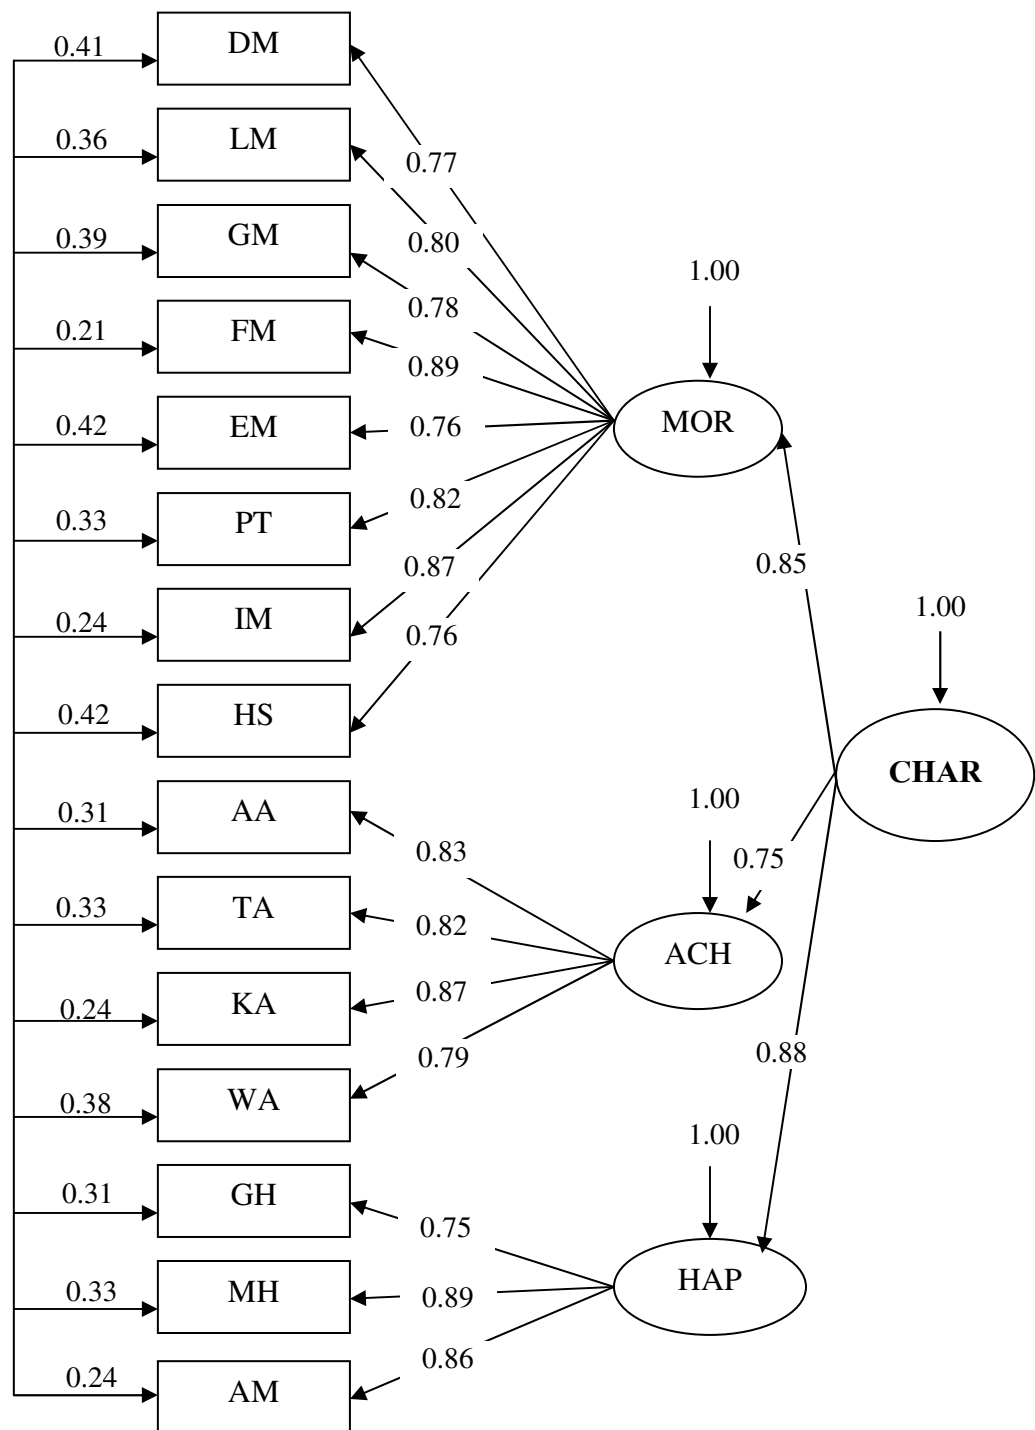 0.41 DM
0.36 LM 0.77
0.39 GM 0.80
1.00
0.21 FM 0.78
0.89
0.42 EM 0.76 MOR
0.33 PT 0.82
0.87 0.85
0.24 IM 0.76 1.00
0.42 HS
CHAR
0.31 AA 1.00
0.83 0.75
0.33 TA 0.82
ACH
0.24 KA 0.87
0.79 0.88
0.38 WA
1.00
0.31 GH
0.75
0.33 MH 0.89 HAP
0.86
0.24 AM